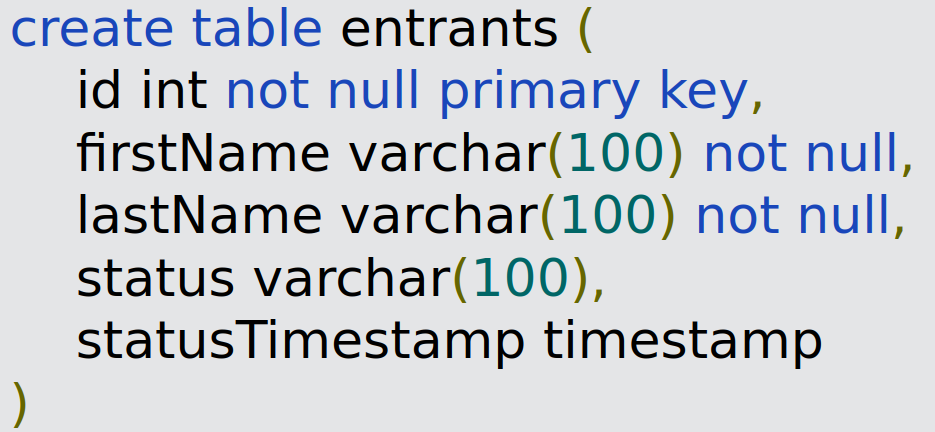 create table entrants (
id int not null primary key,
firstName varchar(100) not null,
lastName varchar(100) not null,
status varchar(100),
statusTimestamp timestamp
)